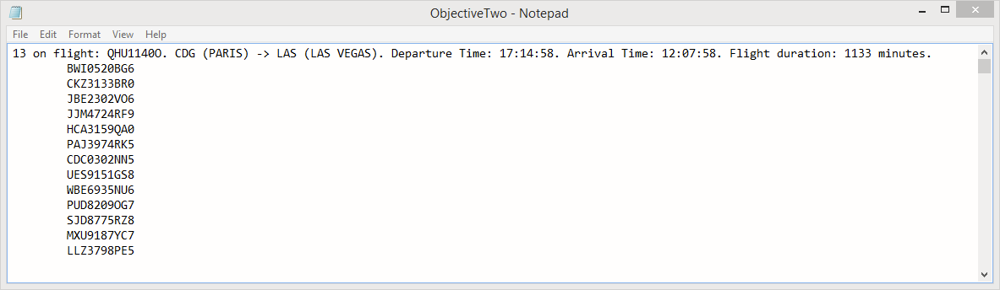 ObjectiveTwo - Notepad
File Edit Format View Help
13 on flight: QHU1140O. CDG (PARISI) -> LAS (LAS VEGAS). Departure Time: 17:14:58. Arrival Time: 12:07:58. Flight duration: 1133 minutes.
BWI0520BG6
CKZ3133BR0
JBE2302VO6
JJM4724RF9
HCA3159QA0
PAJ3974RK5
CDC0302NN5
UES9151GS8
WBE6935NU6
PUD8209OG7
SJD8775RZ8
MXU9187YC7
LLZ3798PE5